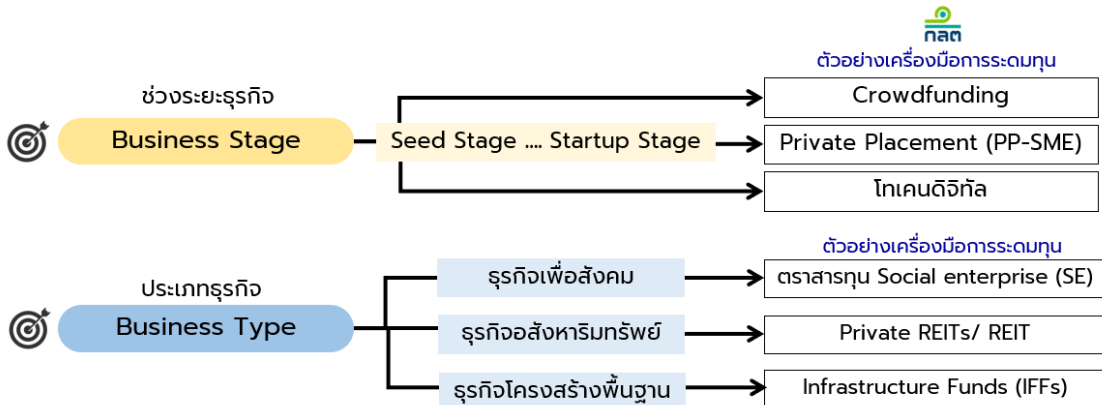 กลต
ตัวอย่างเครื่องมือการระดมทุน
ช่วงระยะธุรกิจ
Business Stage
Seed Stage .... Startup Stage
Crowdfunding
Private Placement (PP-SME)
โทเคนดิจิทัล
ตัวอย่างเครื่องมือการระดมทุน
ประเภทธุรกิจ
Business Type
ธุรกิจเพื่อสังคม
ตราสารทุน Social enterprise (SE)
ธุรกิจอสังหาริมทรัพย์
Private REITs/ REIT
ธุรกิจโครงสร้างพื้นฐาน
Infrastructure Funds (IFFs)